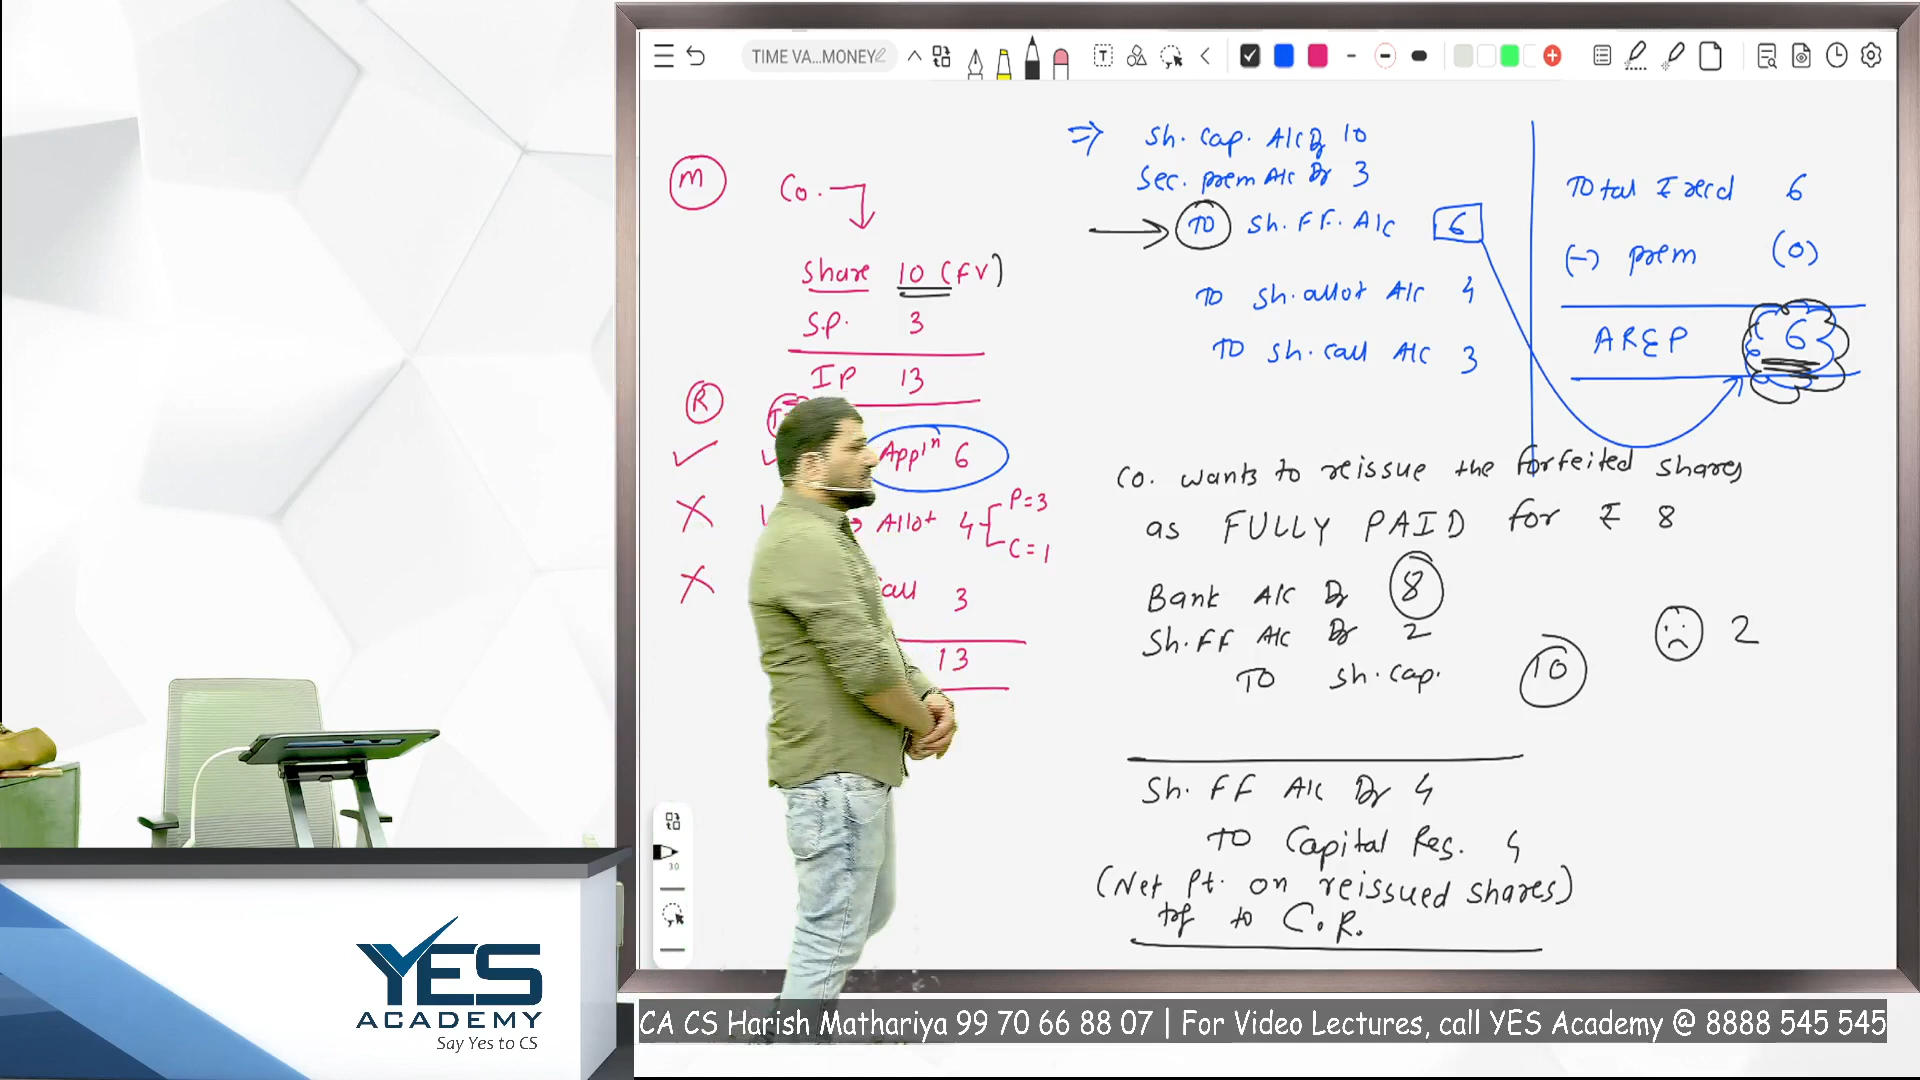 TIME VA...MONEY
T
M
Co.
Share 10 (FV)
S.P. 3
IP 13
R
Appln 6
Allot 4
P=3
C=1
all 3
13
⇒ Sh. Cap. A/c Dr 10
Sec. prem A/c Dr 3
TO Sh. FF. A/c 6
TO Sh. allot A/c 4
TO Sh. call A/c 3
Total ₹ recd 6
(-) prem (0)
AREP 6
Co. wants to reissue the forfeited shares
as FULLY PAID for ₹ 8
Bank A/c Dr 8
Sh. FF A/c Dr 2
TO Sh. cap. 10
2
Sh. FF A/c Dr 4
TO Capital Res. 4
(Net Pt. on reissued shares)
trf to C.R.
30
YES
ACADEMY
Say Yes to CS
CA CS Harish Mathariya 99 70 66 88 07 | For Video Lectures, call YES Academy @ 8888 545 545